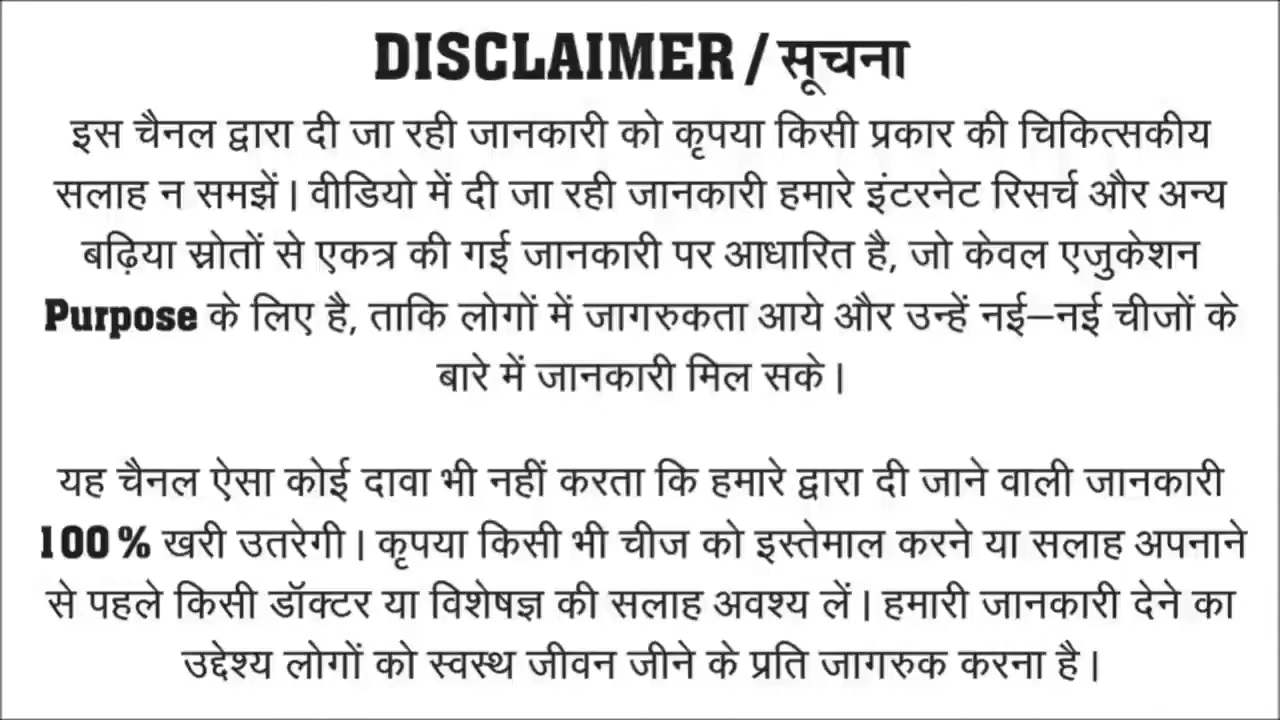 DISCLAIMER / सूचना
इस चैनल द्वारा दी जा रही जानकारी को कृपया किसी प्रकार की चिकित्सकीय
सलाह न समझें। वीडियो में दी जा रही जानकारी हमारे इंटरनेट रिसर्च और अन्य
बढ़िया स्रोतों से एकत्र की गई जानकारी पर आधारित है, जो केवल एजुकेशन
Purpose के लिए है, ताकि लोगों में जागरुकता आये और उन्हें नई–नई चीजों के
बारे में जानकारी मिल सके।
यह चैनल ऐसा कोई दावा भी नहीं करता कि हमारे द्वारा दी जाने वाली जानकारी
100% खरी उतरेगी। कृपया किसी भी चीज को इस्तेमाल करने या सलाह अपनाने
से पहले किसी डॉक्टर या विशेषज्ञ की सलाह अवश्य लें। हमारी जानकारी देने का
उद्देश्य लोगों को स्वस्थ जीवन जीने के प्रति जागरुक करना है।